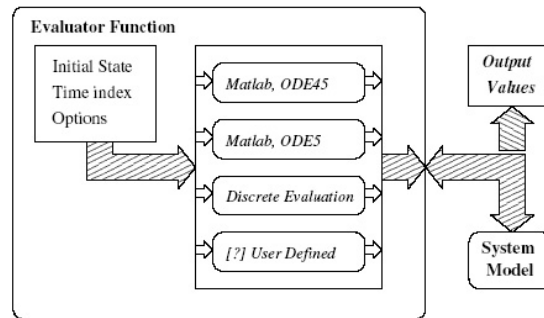 Evaluator Function
Initial State
Time index
Options
Matlab, ODE45
Matlab, ODE5
Discrete Evaluation
[?] User Defined
Output
Values
System
Model